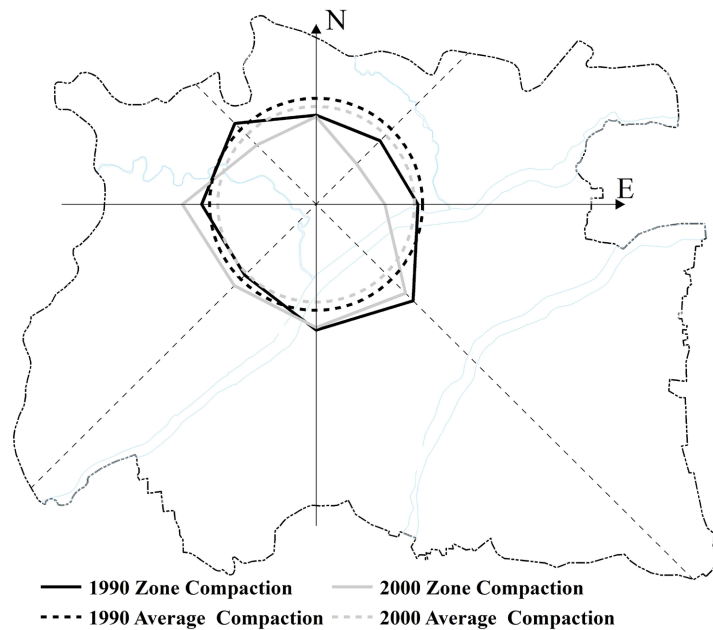 N
E
1990 Zone Compaction
2000 Zone Compaction
1990 Average Compaction
2000 Average Compaction